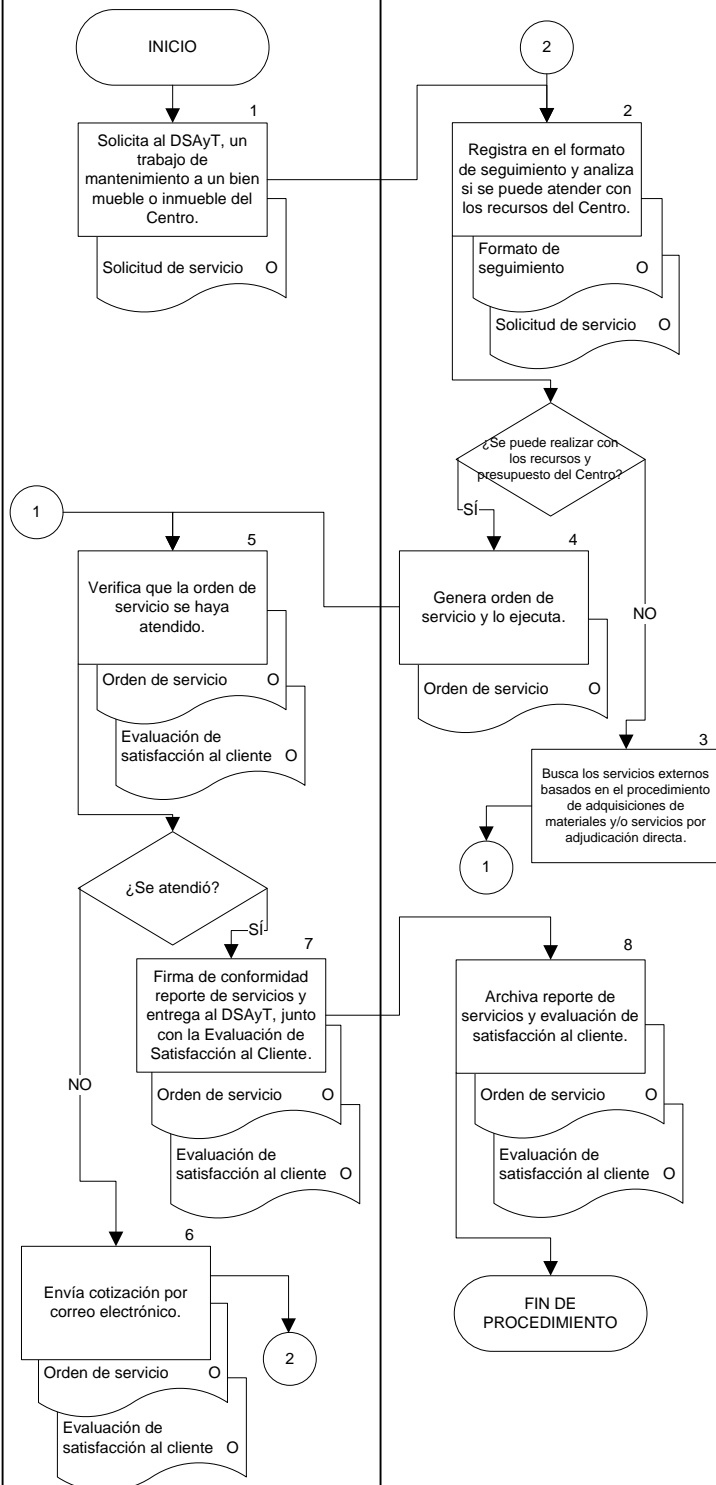 INICIO
2
1
Solicita al DSAyT, un
trabajo de
mantenimiento a un bien
mueble o inmueble del
Centro.
Solicitud de servicio O
2
Registra en el formato
de seguimiento y analiza
si se puede atender con
los recursos del Centro.
Formato de
seguimiento O
Solicitud de servicio O
¿Se puede realizar con
los recursos y
presupuesto del Centro?
SÍ
NO
1
5
Verifica que la orden de
servicio se haya
atendido.
Orden de servicio O
Evaluación de
satisfacción al cliente O
4
Genera orden de
servicio y lo ejecuta.
Orden de servicio O
3
Busca los servicios externos
basados en el procedimiento
de adquisiciones de
materiales y/o servicios por
adjudicación directa.
1
¿Se atendió?
SÍ
NO
7
Firma de conformidad
reporte de servicios y
entrega al DSAyT, junto
con la Evaluación de
Satisfacción al Cliente.
Orden de servicio O
Evaluación de
satisfacción al cliente O
8
Archiva reporte de
servicios y evaluación de
satisfacción al cliente.
Orden de servicio O
Evaluación de
satisfacción al cliente O
6
Envía cotización por
correo electrónico.
Orden de servicio O
Evaluación de
satisfacción al cliente O
2
FIN DE
PROCEDIMIENTO